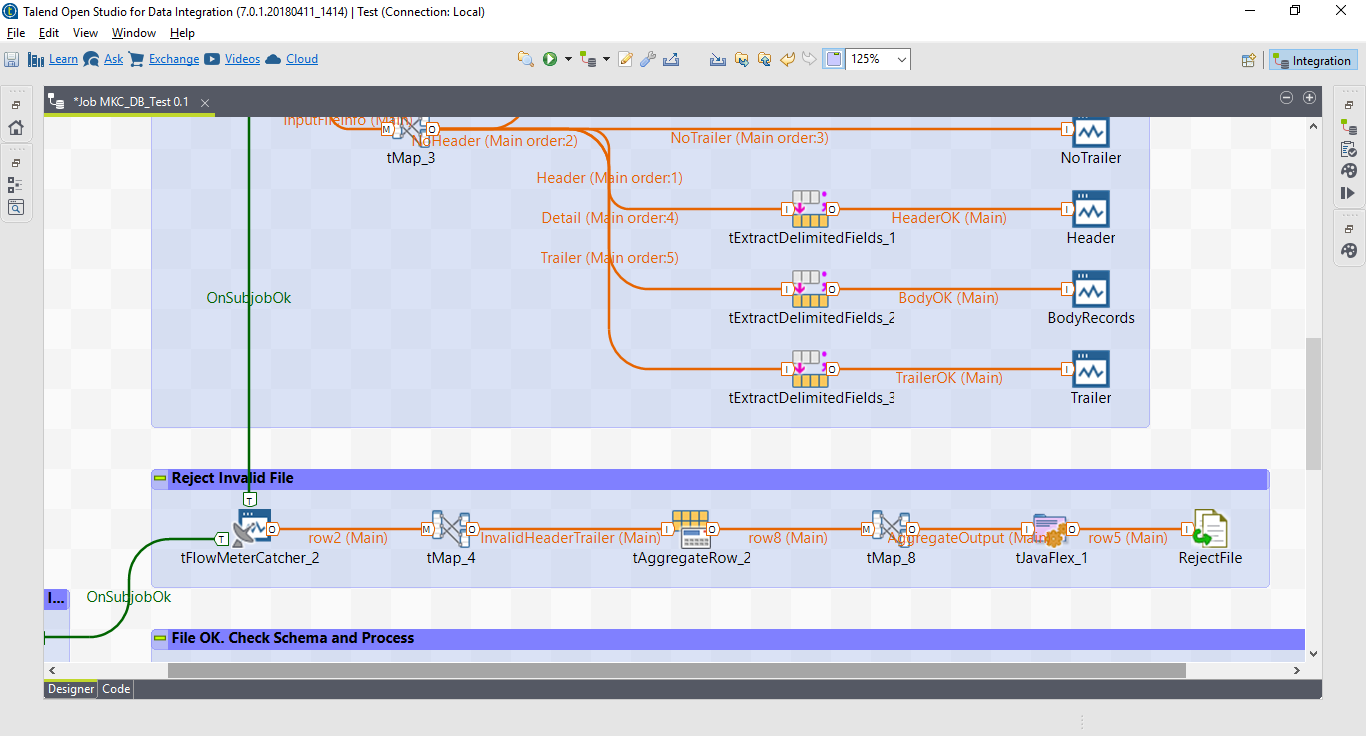 Talend Open Studio for Data Integration (7.0.1.20180411_1414) | Test (Connection: Local)
File Edit View Window Help
Learn Ask Exchange Videos Cloud 125% Integration
*Job MKC_DB_Test 0.1
InputFileInfo (Main)
M O I
NoHeader (Main order:2) NoTrailer (Main order:3)
tMap_3 NoTrailer
Header (Main order:1)
I O I
Detail (Main order:4) HeaderOK (Main)
tExtractDelimitedFields_1 Header
Trailer (Main order:5)
I O I
OnSubjobOk BodyOK (Main)
tExtractDelimitedFields_2 BodyRecords
I O I
TrailerOK (Main)
tExtractDelimitedFields_3 Trailer
Reject Invalid File
T
O M O I O M O I O I
T row2 (Main) InvalidHeaderTrailer (Main) row8 (Main) AggregateOutput (Main) row5 (Main)
tFlowMeterCatcher_2 tMap_4 tAggregateRow_2 tMap_8 tJavaFlex_1 RejectFile
I... OnSubjobOk
File OK. Check Schema and Process
Designer Code